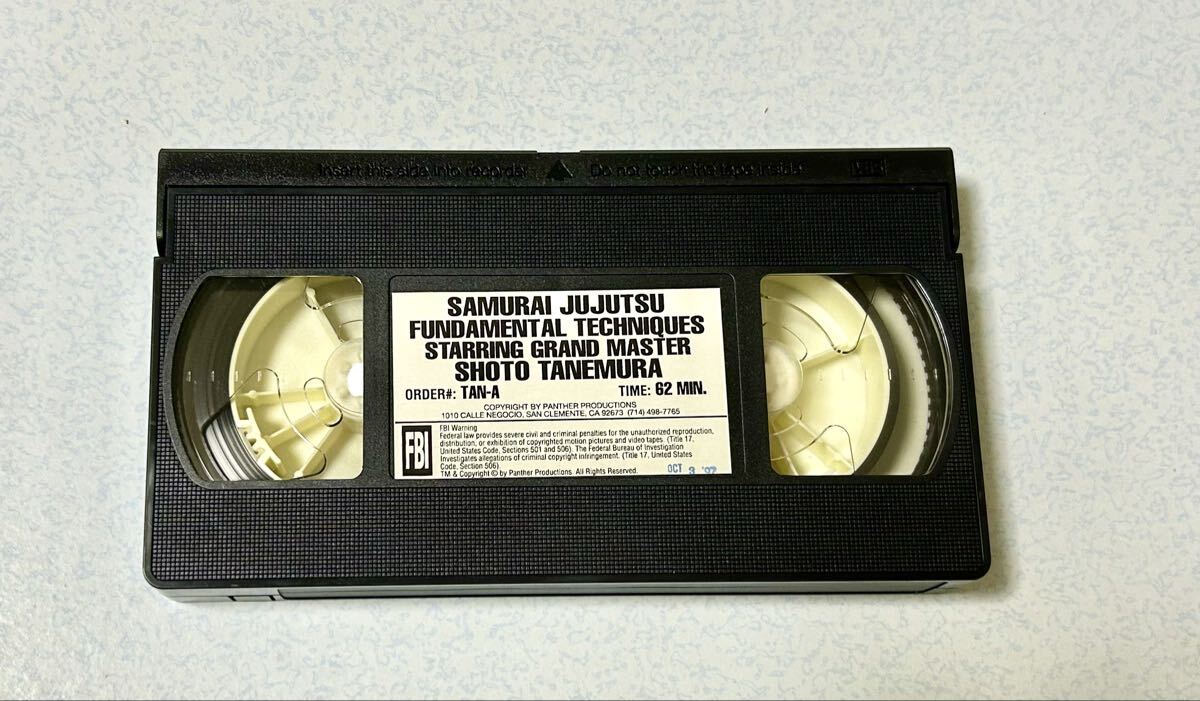 Insert this side into recorder Do not touch the tape inside VHS
SAMURAI JUJUTSU
FUNDAMENTAL TECHNIQUES
STARRING GRAND MASTER
SHOTO TANEMURA
ORDER#: TAN-A TIME: 62 MIN.
COPYRIGHT BY PANTHER PRODUCTIONS
1010 CALLE NEGOCIO, SAN CLEMENTE, CA 92673 (714) 498-7765
FBI
FBI Warning
Federal law provides severe civil and criminal penalties for the unauthorized reproduction,
distribution, or exhibition of copyrighted motion pictures and video tapes. (Title 17,
United States Code, Sections 501 and 506). The Federal Bureau of Investigation
Investigates allegations of criminal copyright infringement. (Title 17, United States
Code, Section 506).
TM & Copyright © by Panther Productions. All Rights Reserved.
OCT 3 '97